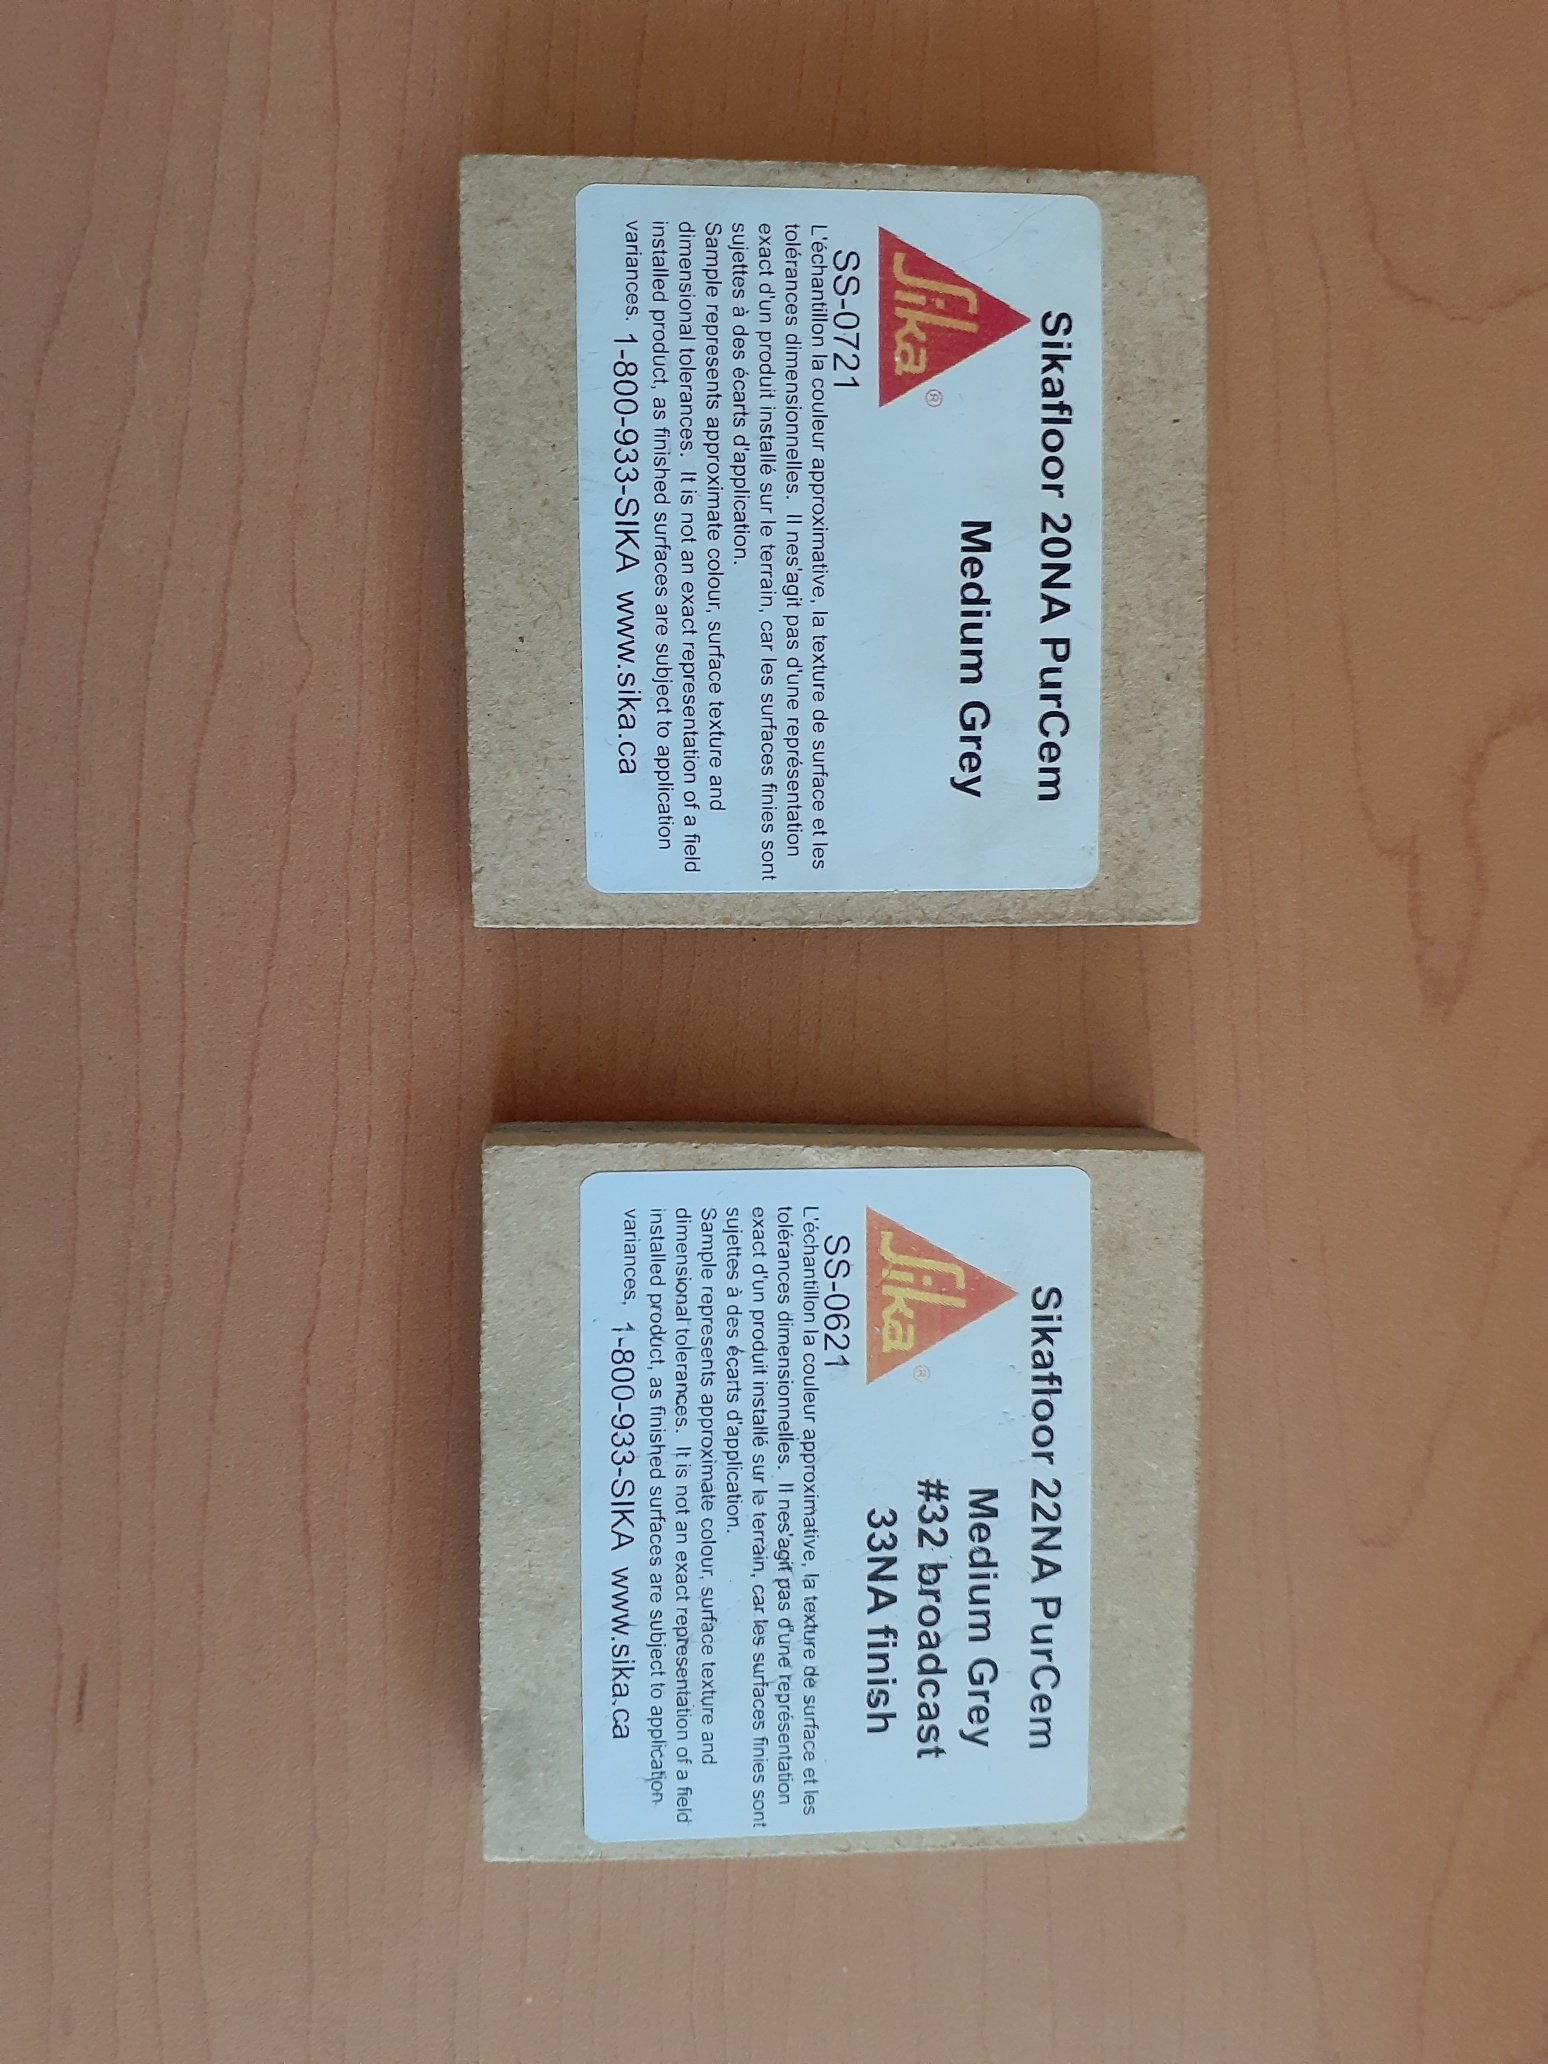 Sikafloor 20NA PurCem
Medium Grey
Sika®
SS-0721
L'échantillon la couleur approximative, la texture de surface et les
tolérances dimensionnelles. Il nes'agit pas d'une représentation
exact d'un produit installé sur le terrain, car les surfaces finies sont
sujettes à des écarts d'application.
Sample represents approximate colour, surface texture and
dimensional tolerances. It is not an exact representation of a field
installed product, as finished surfaces are subject to application
variances. 1-800-933-SIKA www.sika.ca
Sikafloor 22NA PurCem
Medium Grey
#32 broadcast
33NA finish
Sika®
SS-0621
L'échantillon la couleur approximative, la texture de surface et les
tolérances dimensionnelles. Il nes'agit pas d'une représentation
exact d'un produit installé sur le terrain, car les surfaces finies sont
sujettes à des écarts d'application.
Sample represents approximate colour, surface texture and
dimensional tolerances. It is not an exact representation of a field
installed product, as finished surfaces are subject to application
variances. 1-800-933-SIKA www.sika.ca